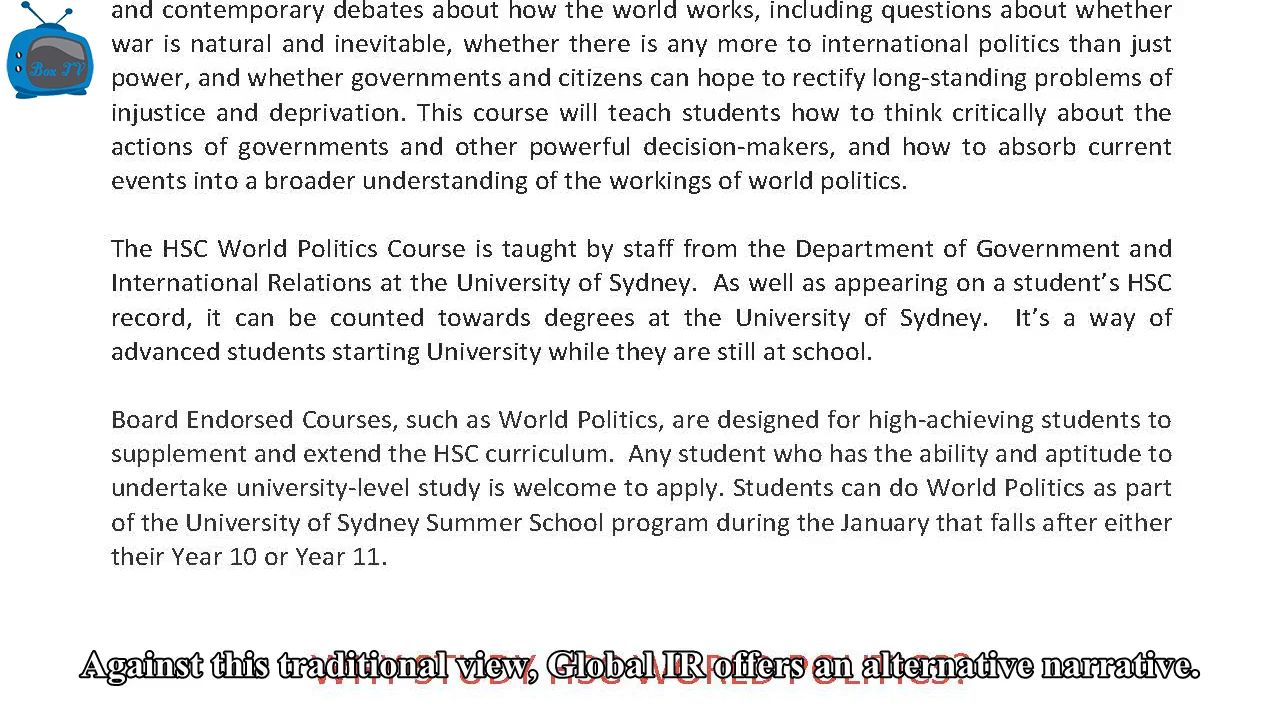 Box TV
and contemporary debates about how the world works, including questions about whether
war is natural and inevitable, whether there is any more to international politics than just
power, and whether governments and citizens can hope to rectify long-standing problems of
injustice and deprivation. This course will teach students how to think critically about the
actions of governments and other powerful decision-makers, and how to absorb current
events into a broader understanding of the workings of world politics.
The HSC World Politics Course is taught by staff from the Department of Government and
International Relations at the University of Sydney.  As well as appearing on a student’s HSC
record, it can be counted towards degrees at the University of Sydney.  It’s a way of
advanced students starting University while they are still at school.
Board Endorsed Courses, such as World Politics, are designed for high-achieving students to
supplement and extend the HSC curriculum.  Any student who has the ability and aptitude to
undertake university-level study is welcome to apply. Students can do World Politics as part
of the University of Sydney Summer School program during the January that falls after either
their Year 10 or Year 11.
WHY STUDY HSC WORLD POLITICS?
Against this traditional view, Global IR offers an alternative narrative.